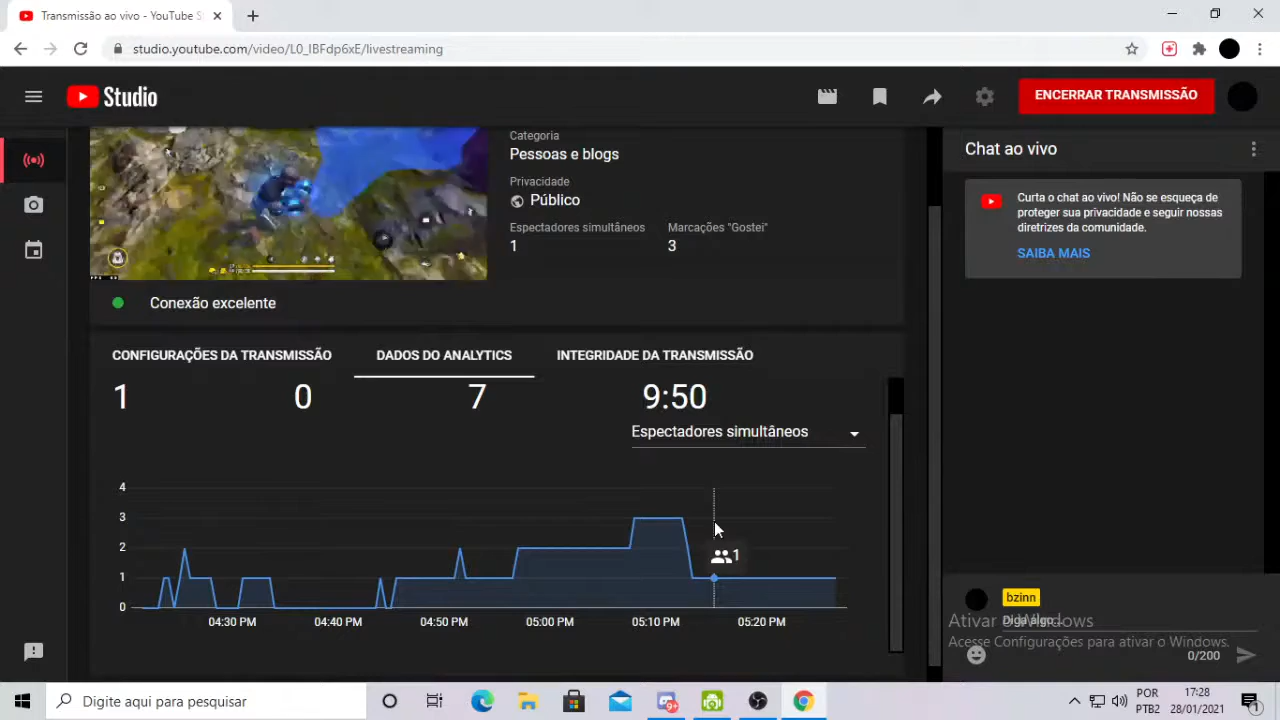 Transmissão ao vivo - YouTube S
studio.youtube.com/video/L0_IBFdp6xE/livestreaming
Studio
ENCERRAR TRANSMISSÃO
Categoria
Pessoas e blogs
Privacidade
Público
Espectadores simultâneos
Marcações "Gostei"
1
3
Conexão excelente
Chat ao vivo
Curta o chat ao vivo! Não se esqueça de
proteger sua privacidade e seguir nossas
diretrizes da comunidade.
SAIBA MAIS
CONFIGURAÇÕES DA TRANSMISSÃO
DADOS DO ANALYTICS
INTEGRIDADE DA TRANSMISSÃO
1
0
7
9:50
Espectadores simultâneos
4
3
2
1
0
1
04:30 PM
04:40 PM
04:50 PM
05:00 PM
05:10 PM
05:20 PM
bzinn
Diga algo...
Ativar o Windows
Acesse Configurações para ativar o Windows.
0/200
Digite aqui para pesquisar
9+
POR
PTB2
17:28
28/01/2021
1